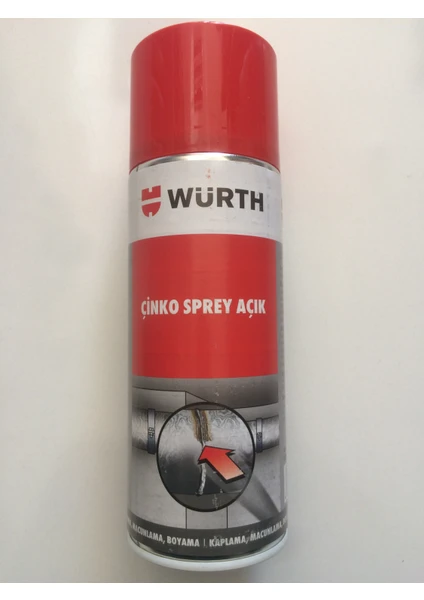 WÜRTH
ÇİNKO SPREY AÇIK
MACUNLAMA, BOYAMA | KAPLAMA, MACUNLAMA,